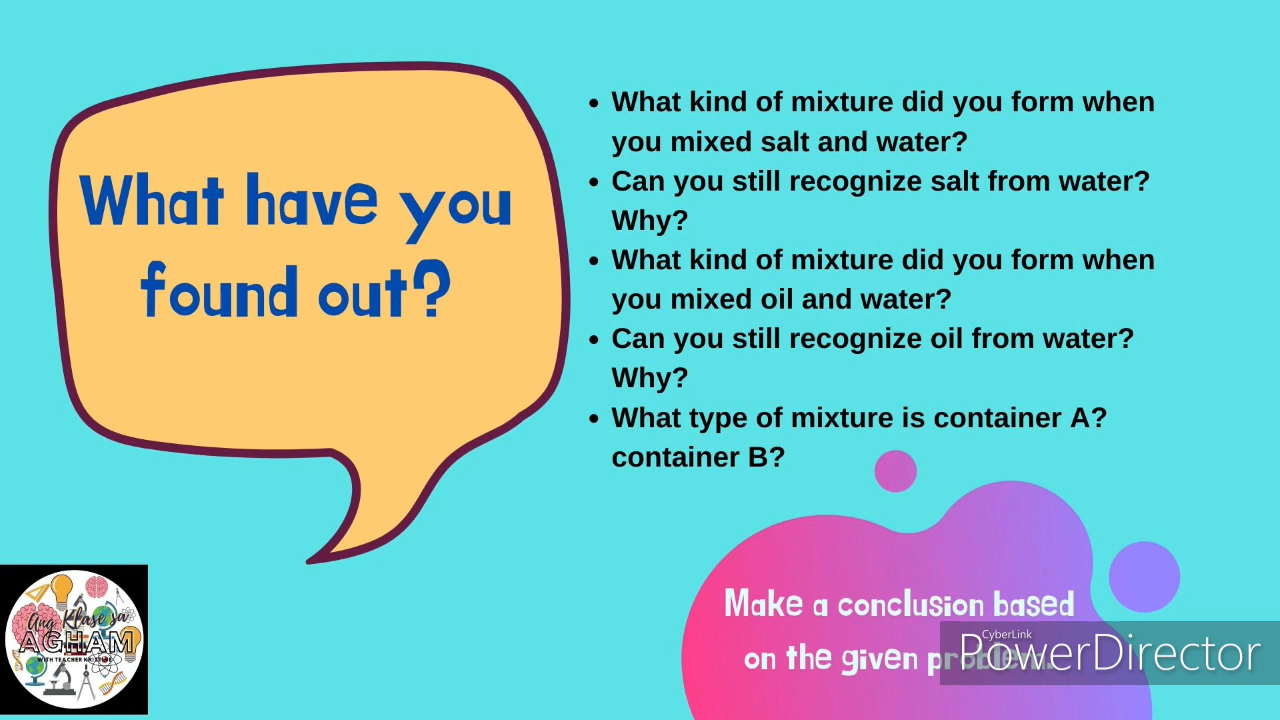 What have you
found out?
• What kind of mixture did you form when
you mixed salt and water?
• Can you still recognize salt from water?
Why?
• What kind of mixture did you form when
you mixed oil and water?
• Can you still recognize oil from water?
Why?
• What type of mixture is container A?
container B?
Make a conclusion based
on the given problem.
CyberLink
PowerDirector
Ang Klase sa
AGHAM
WITH TEACHER